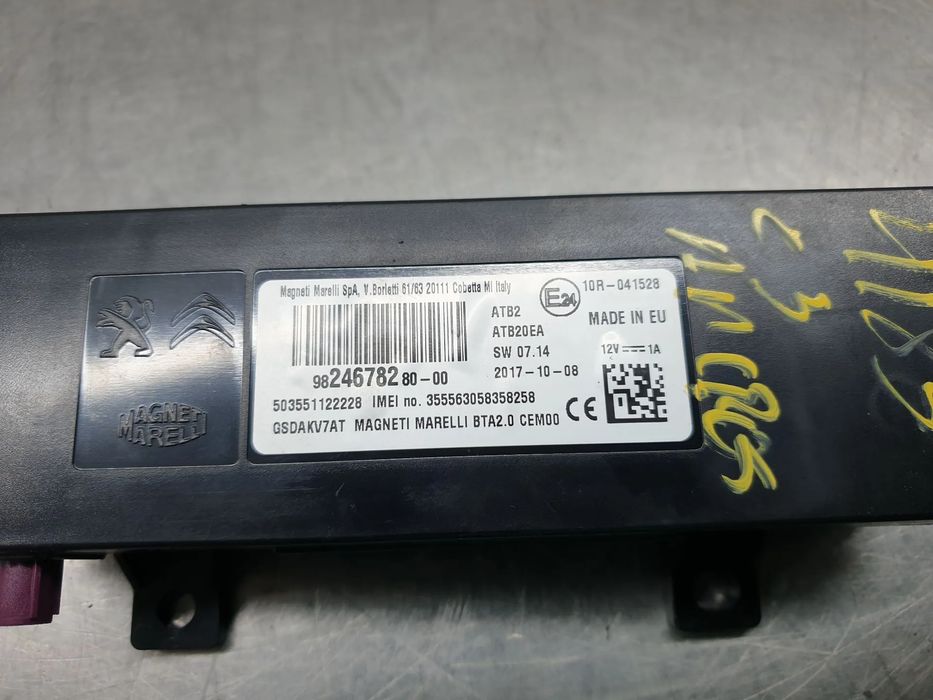 Magneti Marelli SpA, V.Borletti 61/63 20111 Cobetta MI Italy
E24
10R-041528
ATB2
ATB20EA
MADE IN EU
SW 07.14
12V 1A
98246782 80-00
2017-10-08
503551122228 IMEI no. 355563058358258
CE
GSDAKV7AT MAGNETI MARELLI BTA2.0 CEM00
MAGNETI
MARELLI
C3